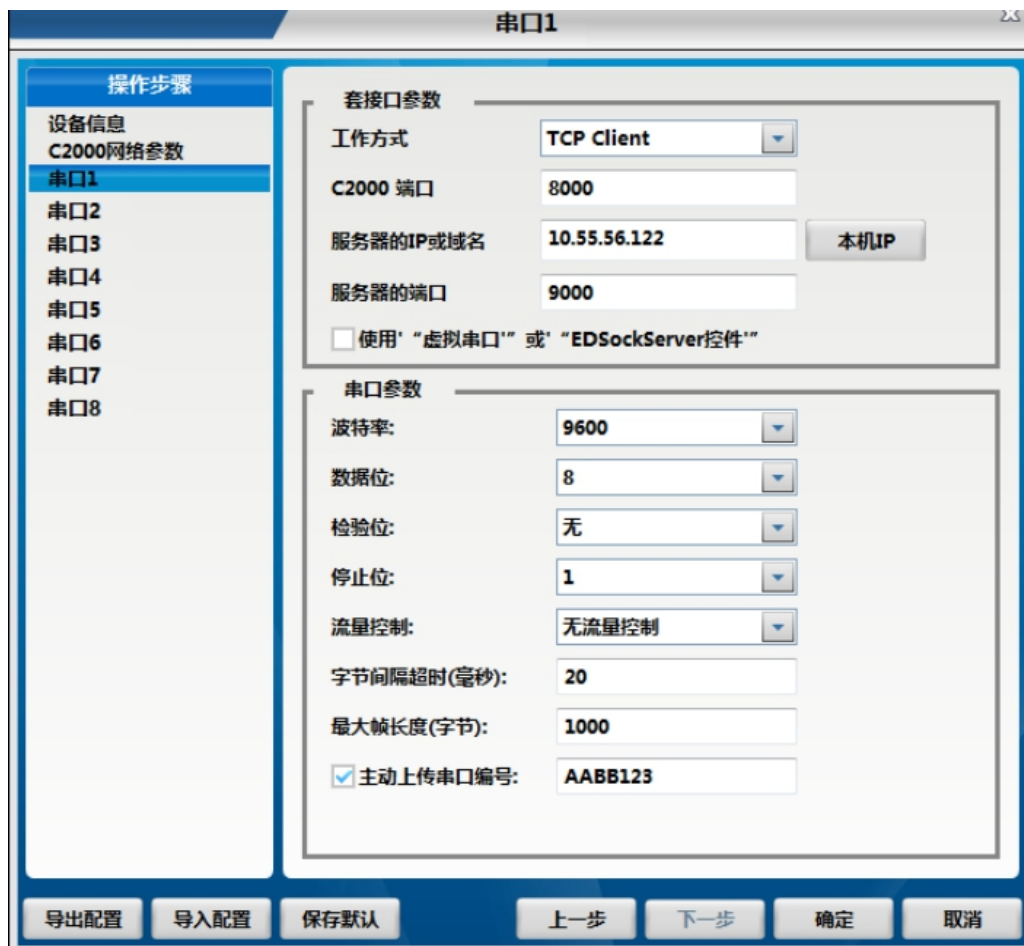 串口1
操作步骤
设备信息
C2000网络参数
串口1
串口2
串口3
串口4
串口5
串口6
串口7
串口8
套接口参数
工作方式 TCP Client
C2000 端口 8000
服务器的IP或域名 10.55.56.122 本机IP
服务器的端口 9000
使用'“虚拟串口'”或'“EDSockServer控件'”
串口参数
波特率: 9600
数据位: 8
检验位: 无
停止位: 1
流量控制: 无流量控制
字节间隔超时(毫秒): 20
最大帧长度(字节): 1000
主动上传串口编号: AABB123
导出配置 导入配置 保存默认 上一步 下一步 确定 取消